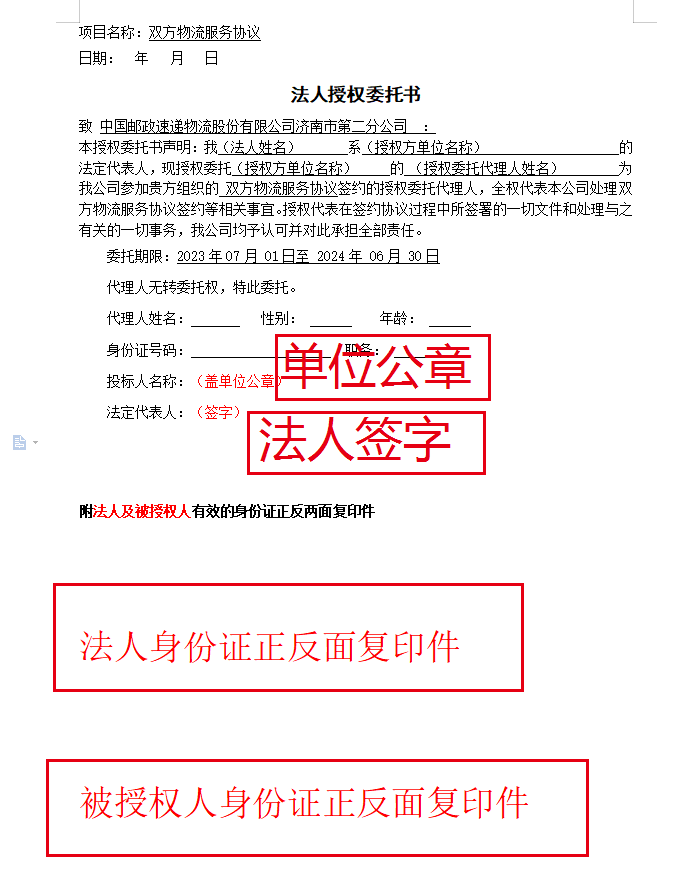 项目名称：双方物流服务协议
日期： 年 月 日
法人授权委托书
致 中国邮政速递物流股份有限公司济南市第二分公司 ：
本授权委托书声明：我（法人姓名） 系（授权方单位名称） 的
法定代表人，现授权委托（授权方单位名称） 的 （授权委托代理人姓名） 为
我公司参加贵方组织的 双方物流服务协议签约的授权委托代理人，全权代表本公司处理双
方物流服务协议签约等相关事宜。授权代表在签约协议过程中所签署的一切文件和处理与之
有关的一切事务，我公司均予认可并对此承担全部责任。
委托期限：2023 年 07 月 01 日至 2024 年 06 月 30 日
代理人无转委托权，特此委托。
代理人姓名：______ 性别：______ 年龄：______
身份证号码：______ 职务：______
单位公章
投标人名称：（盖单位公章）
法定代表人：（签字）
法人签字
附法人及被授权人有效的身份证正反两面复印件
法人身份证正反面复印件
被授权人身份证正反面复印件